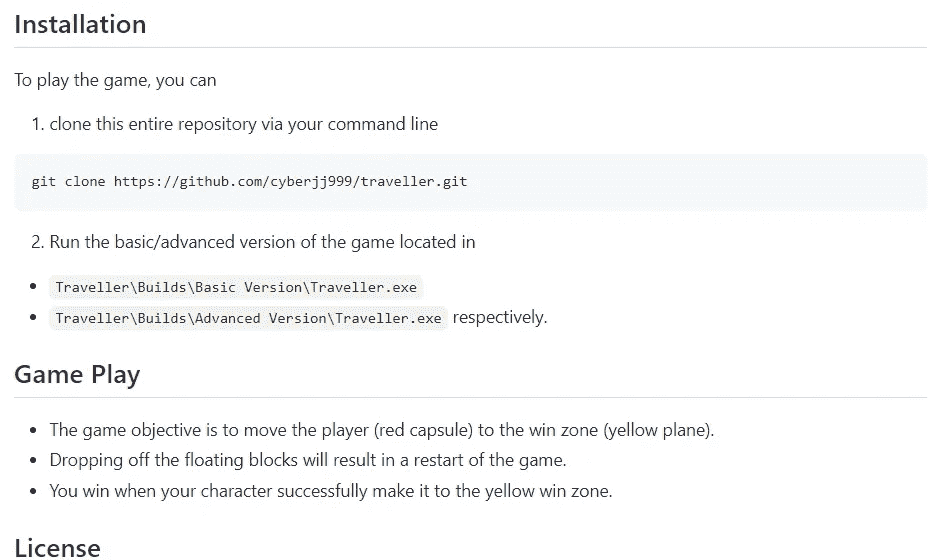 Installation
To play the game, you can
1. clone this entire repository via your command line
git clone https://github.com/cyberjj999/traveller.git
2. Run the basic/advanced version of the game located in
• Traveller\Builds\Basic Version\Traveller.exe
• Traveller\Builds\Advanced Version\Traveller.exe respectively.
Game Play
• The game objective is to move the player (red capsule) to the win zone (yellow plane).
• Dropping off the floating blocks will result in a restart of the game.
• You win when your character successfully make it to the yellow win zone.
License